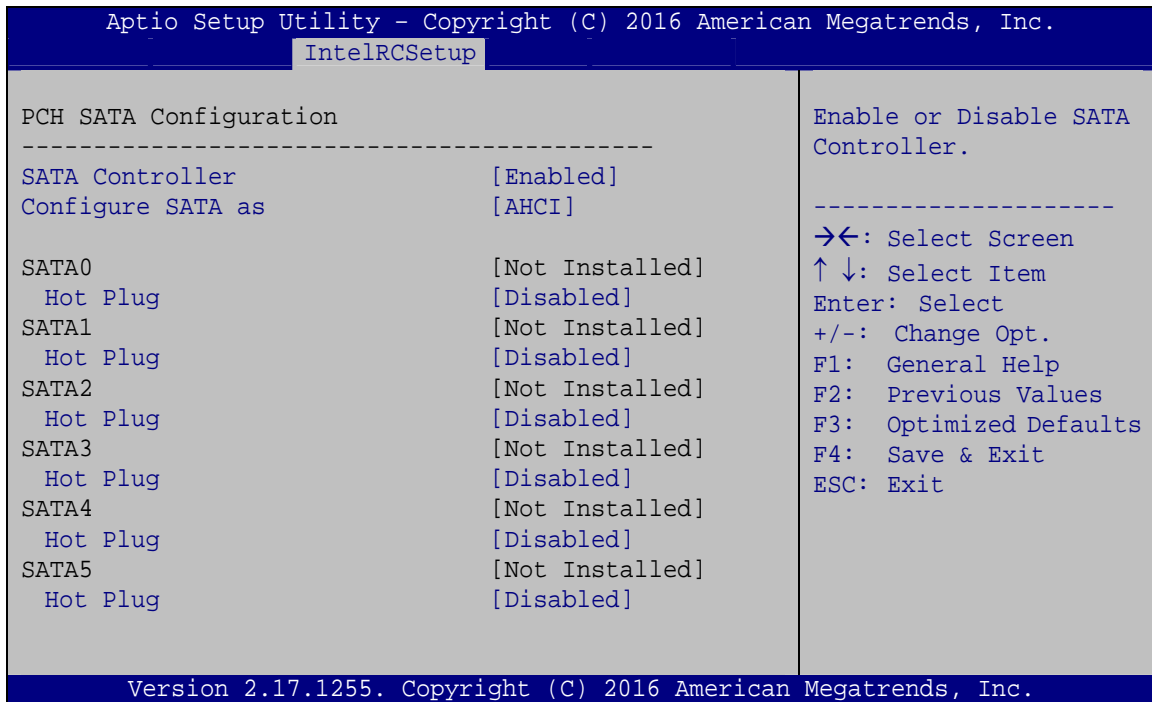 Aptio Setup Utility – Copyright (C) 2016 American Megatrends, Inc.
IntelRCSetup
PCH SATA Configuration
--------------------------------------------
SATA Controller [Enabled]
Configure SATA as [AHCI]
SATA0 [Not Installed]
Hot Plug [Disabled]
SATA1 [Not Installed]
Hot Plug [Disabled]
SATA2 [Not Installed]
Hot Plug [Disabled]
SATA3 [Not Installed]
Hot Plug [Disabled]
SATA4 [Not Installed]
Hot Plug [Disabled]
SATA5 [Not Installed]
Hot Plug [Disabled]
Enable or Disable SATA
Controller.
---------------------
→←: Select Screen
↑ ↓: Select Item
Enter: Select
+/-: Change Opt.
F1: General Help
F2: Previous Values
F3: Optimized Defaults
F4: Save & Exit
ESC: Exit
Version 2.17.1255. Copyright (C) 2016 American Megatrends, Inc.